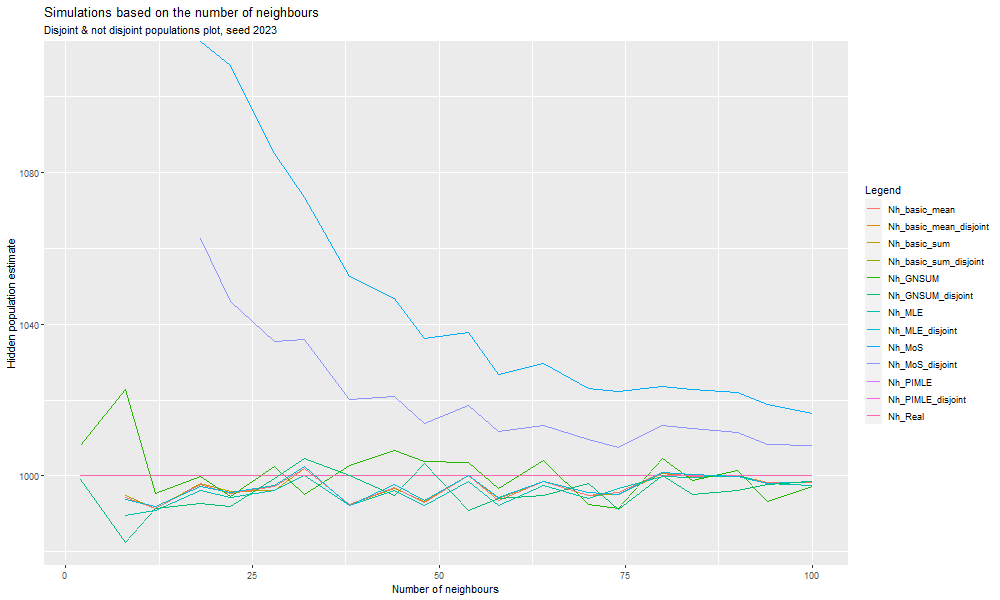 Simulations based on the number of neighbours
Disjoint & not disjoint populations plot, seed 2023
Hidden population estimate
1080
1040
1000
0
25
50
75
100
Number of neighbours
Legend
Nh_basic_mean
Nh_basic_mean_disjoint
Nh_basic_sum
Nh_basic_sum_disjoint
Nh_GNSUM
Nh_GNSUM_disjoint
Nh_MLE
Nh_MLE_disjoint
Nh_MoS
Nh_MoS_disjoint
Nh_PIMLE
Nh_PIMLE_disjoint
Nh_Real